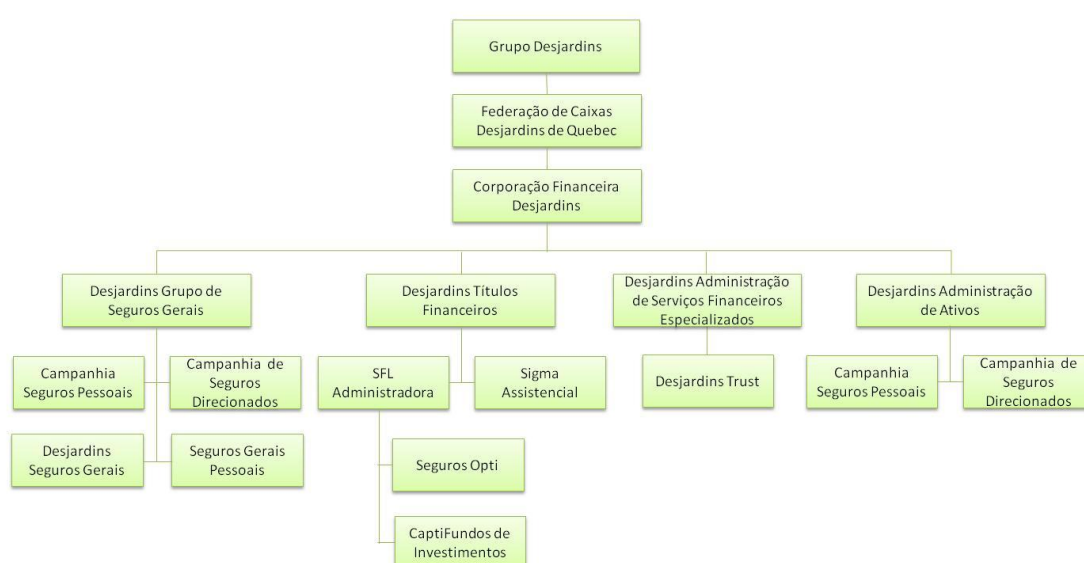 Grupo Desjardins
Federação de Caixas
Desjardins de Quebec
Corporação Financeira
Desjardins
Desjardins Grupo de
Seguros Gerais
Desjardins Títulos
Financeiros
Desjardins Administração
de Serviços Financeiros
Especializados
Desjardins Administração
de Ativos
Campanhia
Seguros Pessoais
Campanhia de
Seguros
Direcionados
SFL
Administradora
Sigma
Assistencial
Desjardins Trust
Campanhia
Seguros Pessoais
Campanhia de
Seguros
Direcionados
Desjardins
Seguros Gerais
Seguros Gerais
Pessoais
Seguros Opti
CaptiFundos de
Investimentos